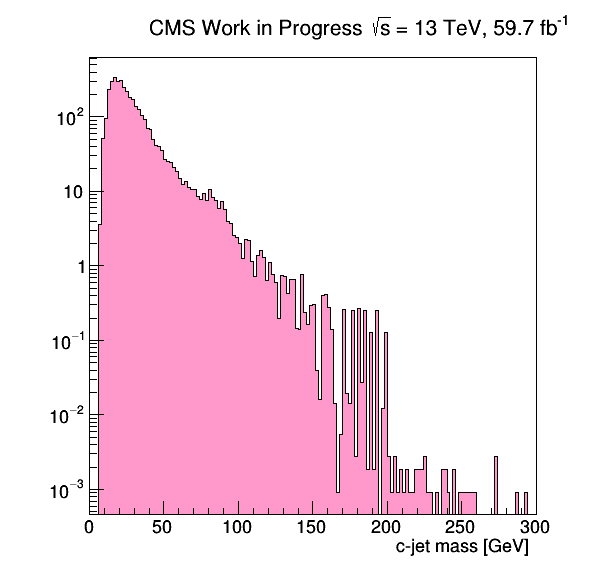 CMS Work in Progress √s = 13 TeV, 59.7 fb⁻¹
10²
10
1
10⁻¹
10⁻²
10⁻³
0 50 100 150 200 250 300
c-jet mass [GeV]